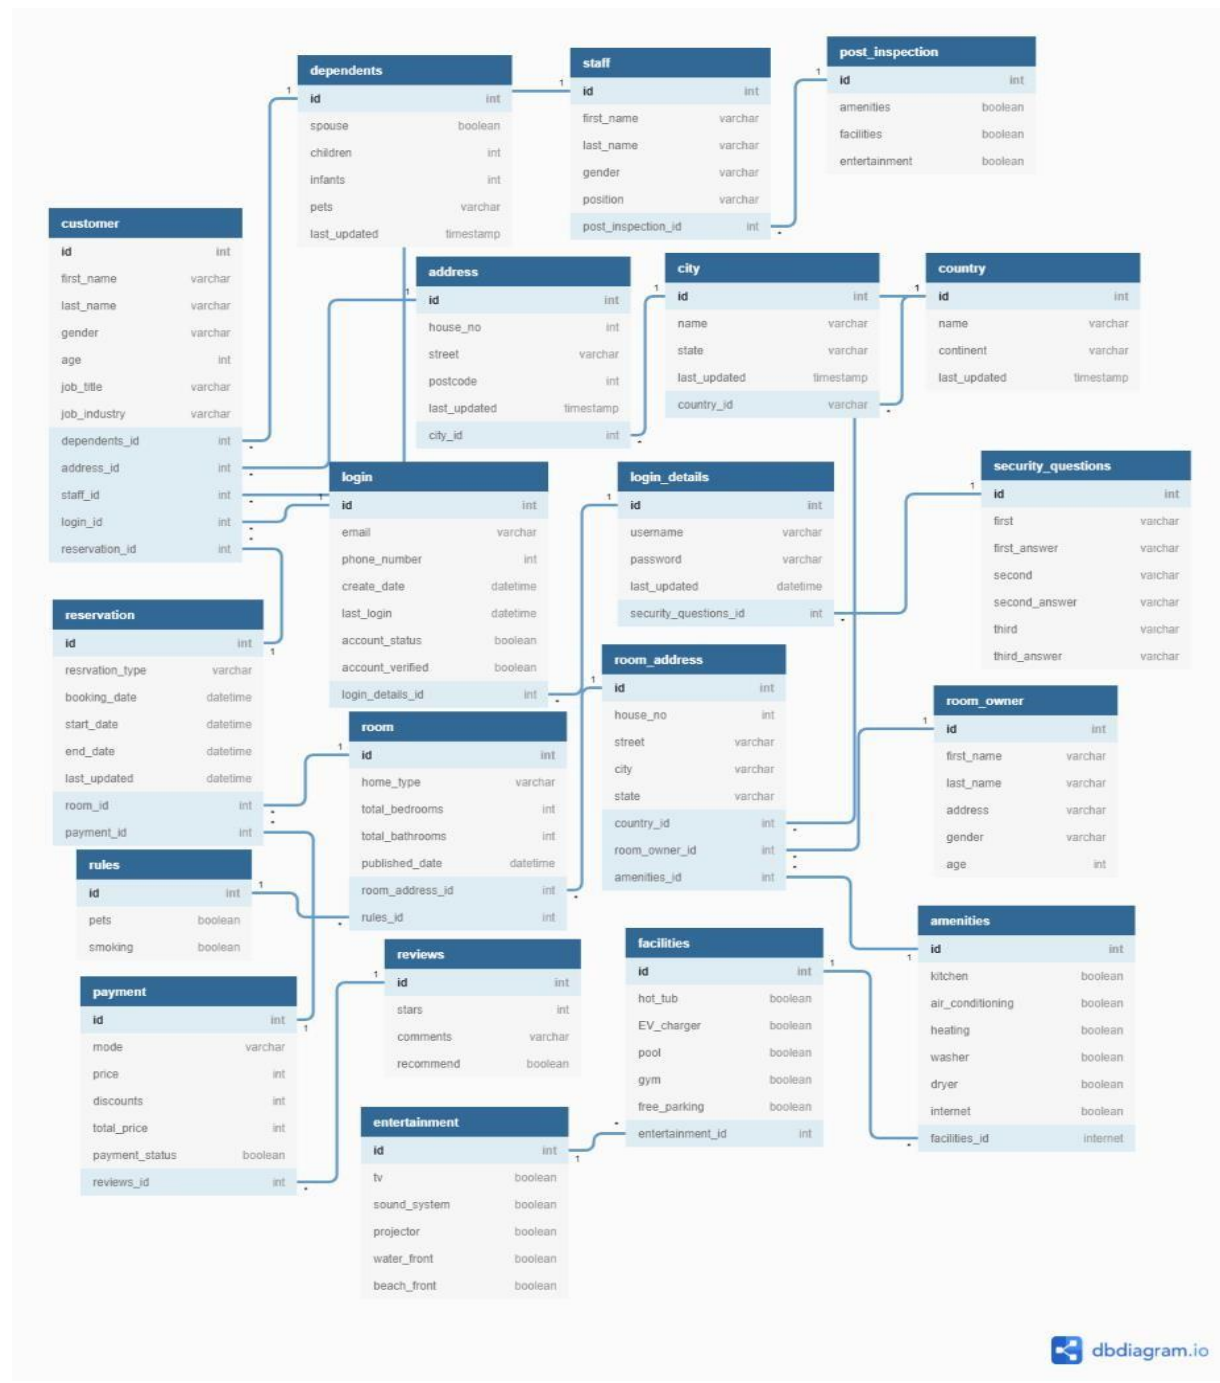 dependents
id int
spouse boolean
children int
infants int
pets varchar
last_updated timestamp
staff
id int
first_name varchar
last_name varchar
gender varchar
position varchar
post_inspection_id int
post_inspection
id int
amenities boolean
facilities boolean
entertainment boolean
customer
id int
first_name varchar
last_name varchar
gender varchar
age int
job_title varchar
job_industry varchar
dependents_id int
address_id int
staff_id int
login_id int
reservation_id int
address
id int
house_no int
street varchar
postcode int
last_updated timestamp
city_id int
city
id int
name varchar
state varchar
last_updated timestamp
country_id varchar
country
id int
name varchar
continent varchar
last_updated timestamp
login
id int
email varchar
phone_number int
create_date datetime
last_login datetime
account_status boolean
account_verified boolean
login_details_id int
login_details
id int
username varchar
password varchar
last_updated datetime
security_questions_id int
security_questions
id int
first varchar
first_answer varchar
second varchar
second_answer varchar
third varchar
third_answer varchar
reservation
id int
resrvation_type varchar
booking_date datetime
start_date datetime
end_date datetime
last_updated datetime
room_id int
payment_id int
room
id int
home_type varchar
total_bedrooms int
total_bathrooms int
published_date datetime
room_address_id int
rules_id int
room_address
id int
house_no int
street varchar
city varchar
state varchar
country_id int
room_owner_id int
amenities_id int
room_owner
id int
first_name varchar
last_name varchar
address varchar
gender varchar
age int
rules
id int
pets boolean
smoking boolean
payment
id int
mode varchar
price int
discounts int
total_price int
payment_status boolean
reviews_id int
reviews
id int
stars int
comments varchar
recommend boolean
facilities
id int
hot_tub boolean
EV_charger boolean
pool boolean
gym boolean
free_parking boolean
entertainment_id int
amenities
id int
kitchen boolean
air_conditioning boolean
heating boolean
washer boolean
dryer boolean
internet boolean
facilities_id internet
entertainment
id int
tv boolean
sound_system boolean
projector boolean
water_front boolean
beach_front boolean
dbdiagram.io